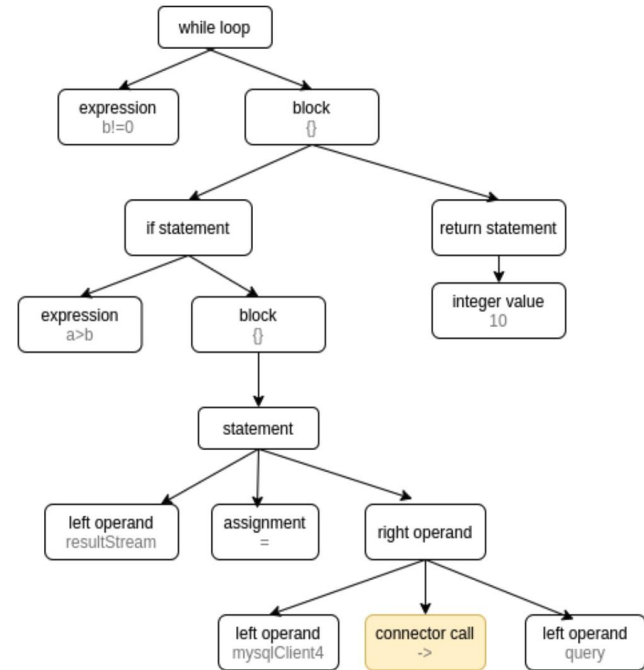 while loop
expression
b!=0
block
{}
if statement
return statement
expression
a>b
block
{}
integer value
10
statement
left operand
resultStream
assignment
=
right operand
left operand
mysqlClient4
connector call
->
left operand
query